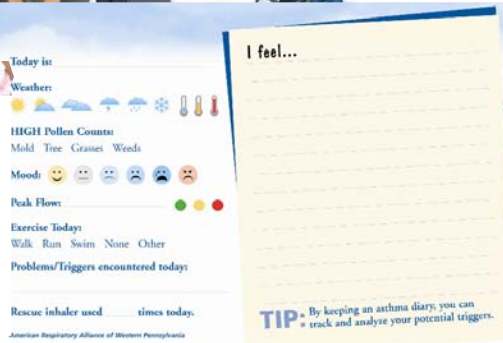 Today is:
Weather:
HIGH Pollen Counts:
Mold Tree Grasses Weeds
Mood:
Peak Flow:
Exercise Today:
Walk Run Swim None Other
Problems/Triggers encountered today:
Rescue inhaler used times today.
American Respiratory Alliance of Western Pennsylvania
I feel...
TIP: By keeping an asthma diary, you can
track and analyze your potential triggers.